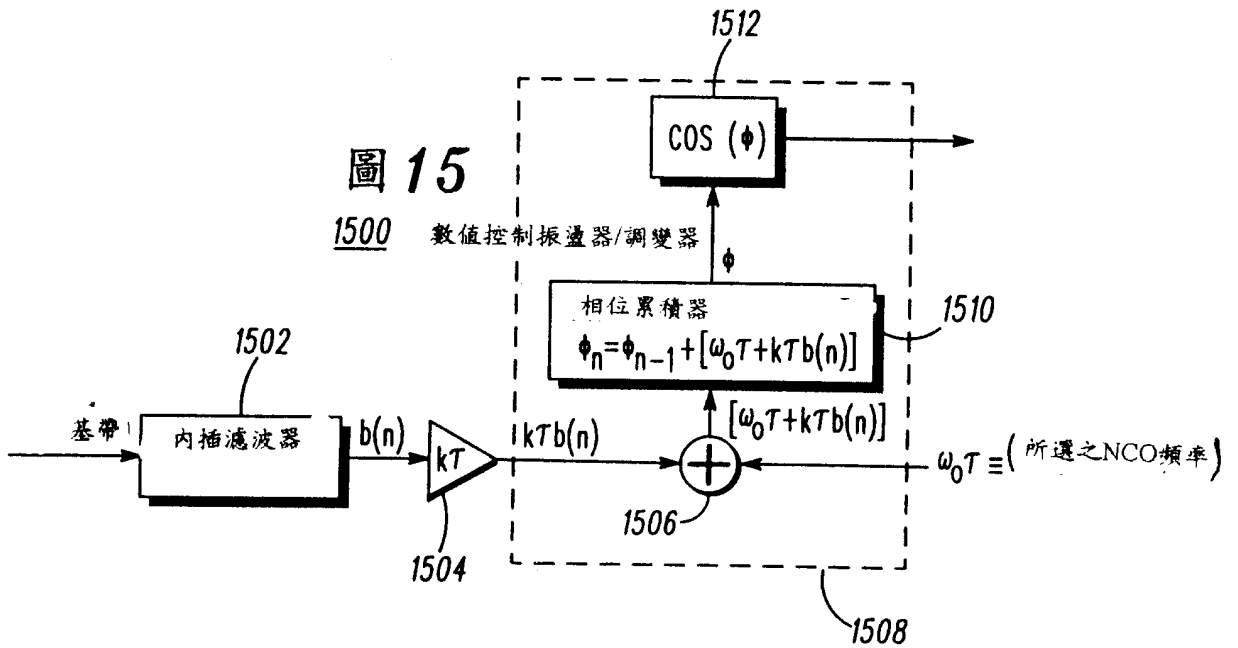 1512
COS (ϕ)
圖 15
1500 數值控制振盪器/調變器
ϕ
相位累積器
ϕn=ϕn−1+[ω0T+kTb(n)]
1510
1502
[ω0T+kTb(n)]
基帶
內插濾波器
b(n)
kT
kTb(n)
ω0T≡(所選之NCO頻率)
1506
1504
1508